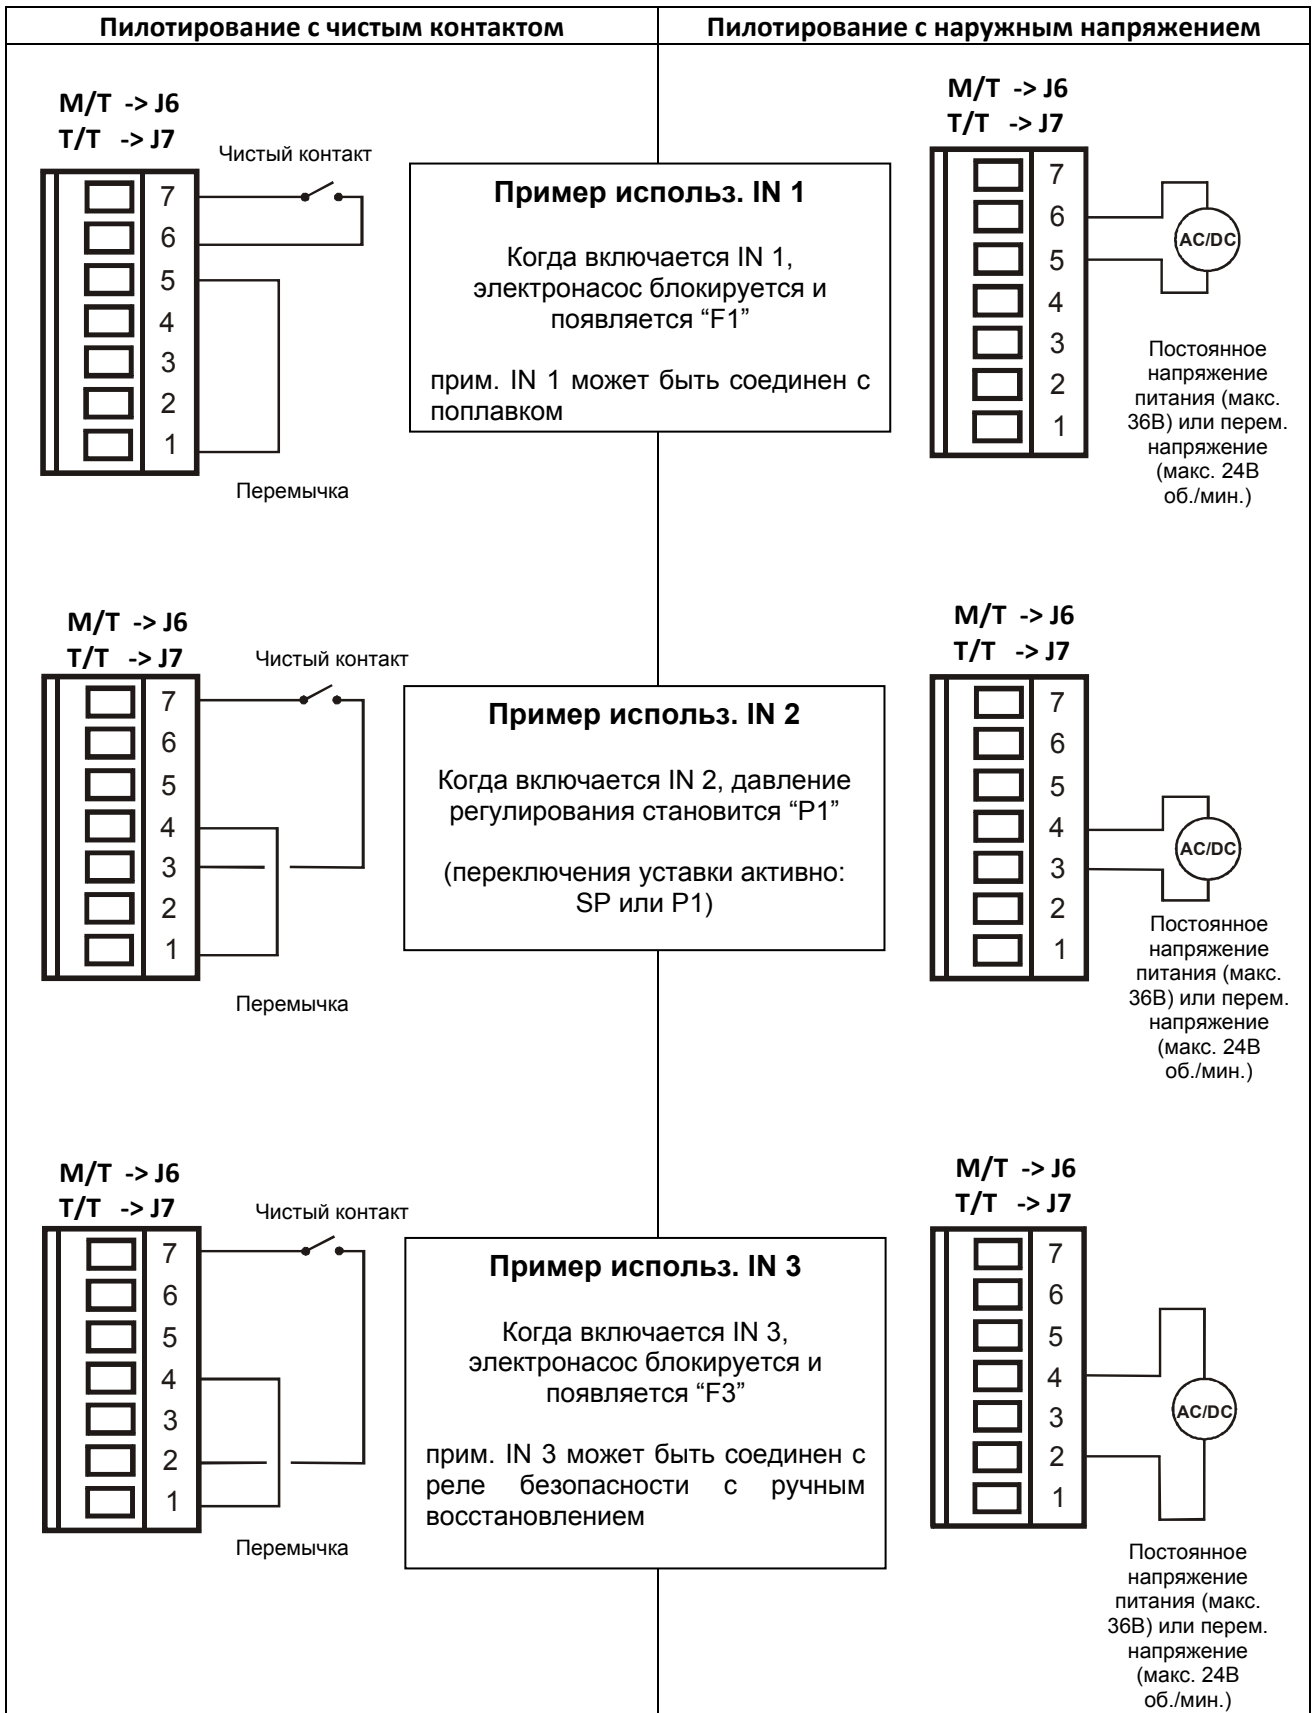 Пилотирование с чистым контактом
Пилотирование с наружным напряжением
M/T -> J6
T/T -> J7
Чистый контакт
7
6
5
4
3
2
1
Перемычка
Пример использ. IN 1
Когда включается IN 1,
электронасос блокируется и
появляется “F1”
прим. IN 1 может быть соединен с
поплавком
M/T -> J6
T/T -> J7
7
6
5
4
3
2
1
AC/DC
Постоянное
напряжение
питания (макс.
36В) или перем.
напряжение
(макс. 24В
об./мин.)
M/T -> J6
T/T -> J7
Чистый контакт
7
6
5
4
3
2
1
Перемычка
Пример использ. IN 2
Когда включается IN 2, давление
регулирования становится “P1”
(переключения уставки активно:
SP или P1)
M/T -> J6
T/T -> J7
7
6
5
4
3
2
1
AC/DC
Постоянное
напряжение
питания (макс.
36В) или перем.
напряжение
(макс. 24В
об./мин.)
M/T -> J6
T/T -> J7
Чистый контакт
7
6
5
4
3
2
1
Перемычка
Пример использ. IN 3
Когда включается IN 3,
электронасос блокируется и
появляется “F3”
прим. IN 3 может быть соединен с
реле безопасности с ручным
восстановлением
M/T -> J6
T/T -> J7
7
6
5
4
3
2
1
AC/DC
Постоянное
напряжение
питания (макс.
36В) или перем.
напряжение
(макс. 24В
об./мин.)